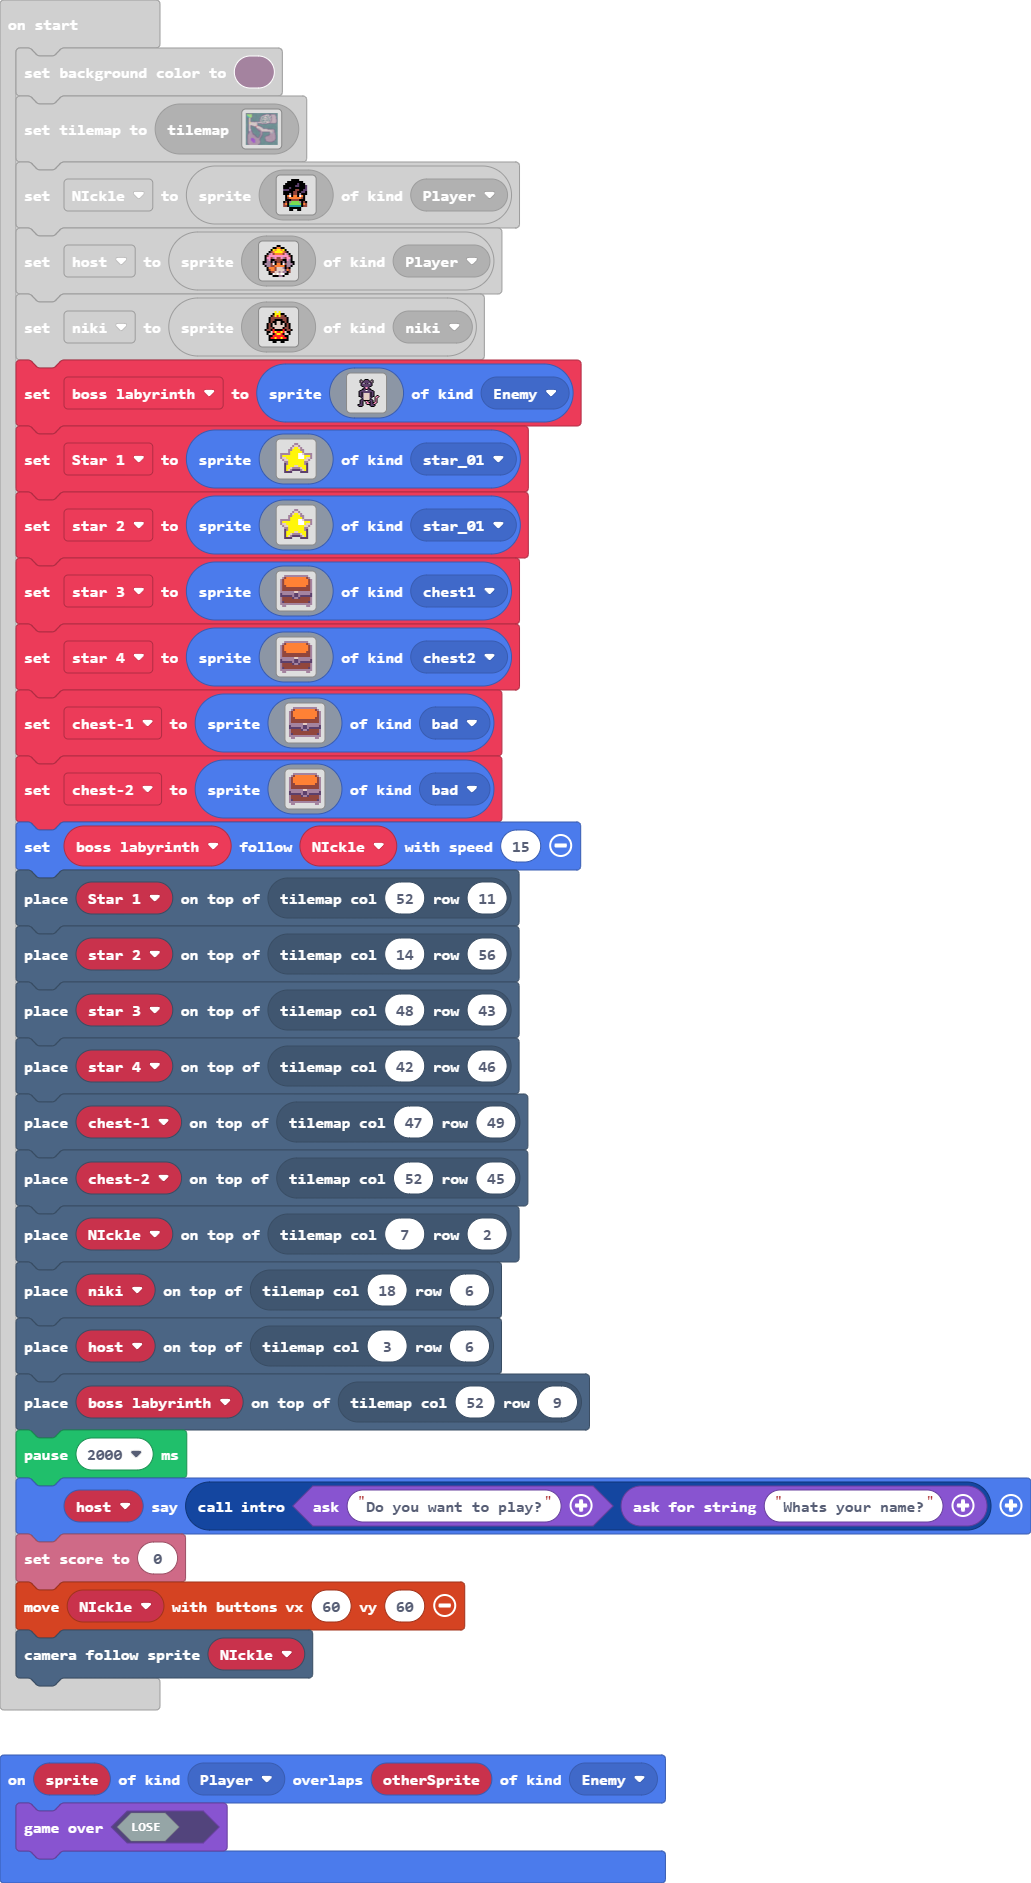 on start
set background color to
set tilemap to tilemap
set NIckle to sprite of kind Player
set host to sprite of kind Player
set niki to sprite of kind niki
set boss labyrinth to sprite of kind Enemy
set Star 1 to sprite of kind star_01
set star 2 to sprite of kind star_01
set star 3 to sprite of kind chest1
set star 4 to sprite of kind chest2
set chest-1 to sprite of kind bad
set chest-2 to sprite of kind bad
set boss labyrinth follow NIckle with speed 15
place Star 1 on top of tilemap col 52 row 11
place star 2 on top of tilemap col 14 row 56
place star 3 on top of tilemap col 48 row 43
place star 4 on top of tilemap col 42 row 46
place chest-1 on top of tilemap col 47 row 49
place chest-2 on top of tilemap col 52 row 45
place NIckle on top of tilemap col 7 row 2
place niki on top of tilemap col 18 row 6
place host on top of tilemap col 3 row 6
place boss labyrinth on top of tilemap col 52 row 9
pause 2000 ms
host say call intro ask "Do you want to play?" ask for string "Whats your name?"
set score to 0
move NIckle with buttons vx 60 vy 60
camera follow sprite NIckle
on sprite of kind Player overlaps otherSprite of kind Enemy
game over LOSE